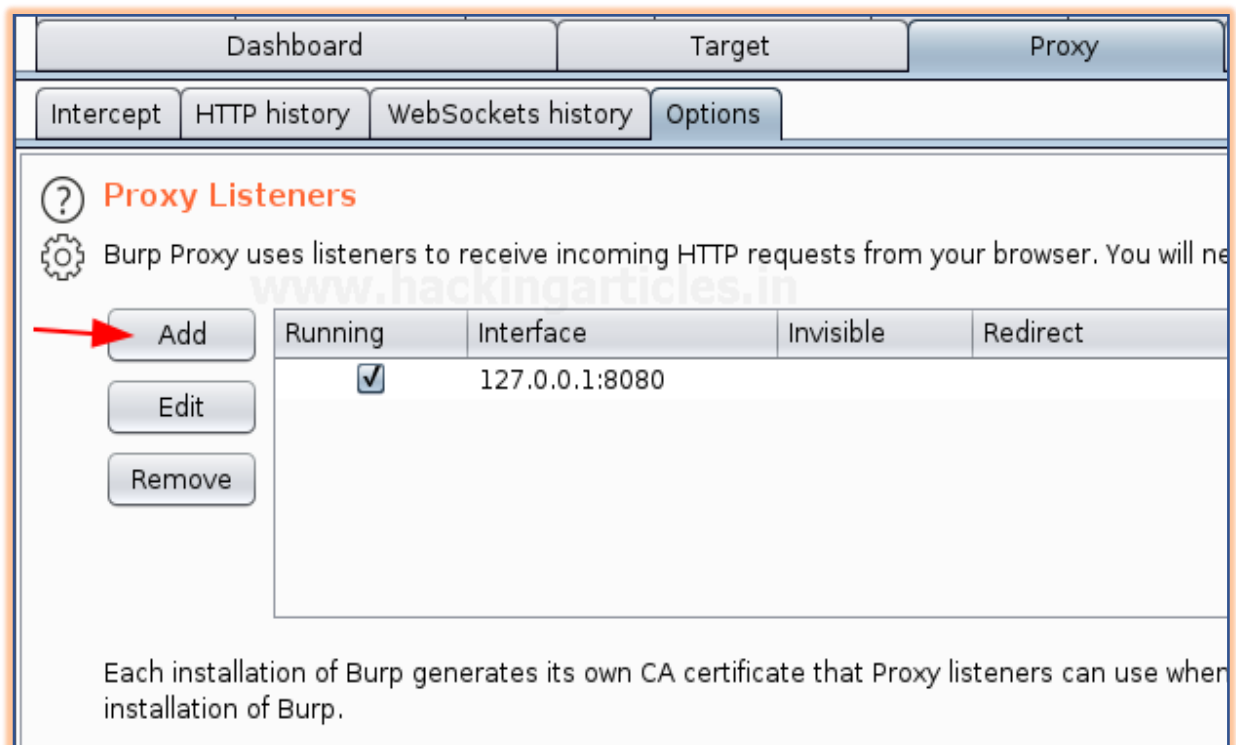 Dashboard
Target
Proxy
Intercept
HTTP history
WebSockets history
Options
Proxy Listeners
Burp Proxy uses listeners to receive incoming HTTP requests from your browser. You will ne
www.hackingarticles.in
Add
Running
Interface
Invisible
Redirect
127.0.0.1:8080
Edit
Remove
Each installation of Burp generates its own CA certificate that Proxy listeners can use when
installation of Burp.